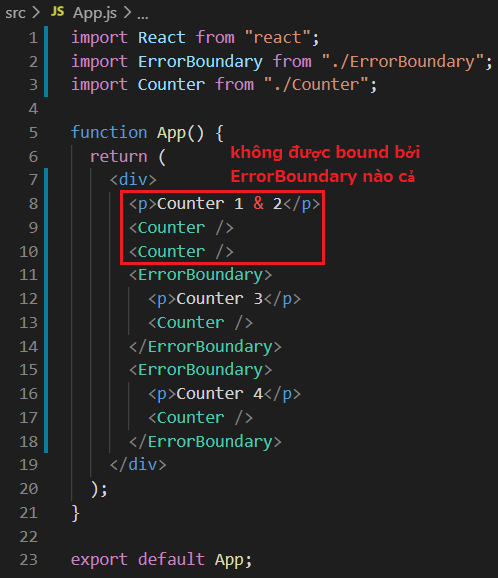 src > JS App.js > ...
1 import React from "react";
2 import ErrorBoundary from "./ErrorBoundary";
3 import Counter from "./Counter";
4
5 function App() {
6   return (
không được bound bởi
7     <div>
ErrorBoundary nào cả
8       <p>Counter 1 & 2</p>
9       <Counter />
10       <Counter />
11       <ErrorBoundary>
12         <p>Counter 3</p>
13         <Counter />
14       </ErrorBoundary>
15       <ErrorBoundary>
16         <p>Counter 4</p>
17         <Counter />
18       </ErrorBoundary>
19     </div>
20   );
21 }
22
23 export default App;